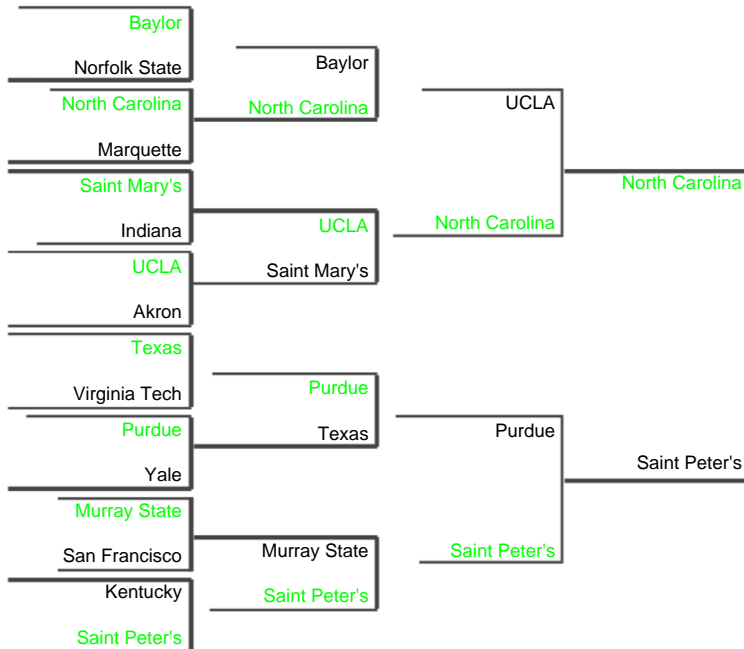 Baylor
Norfolk State
North Carolina
Marquette
Saint Mary's
Indiana
UCLA
Akron
Texas
Virginia Tech
Purdue
Yale
Murray State
San Francisco
Kentucky
Saint Peter's
Baylor
North Carolina
UCLA
Saint Mary's
Purdue
Texas
Murray State
Saint Peter's
UCLA
North Carolina
Purdue
Saint Peter's
North Carolina
Saint Peter's